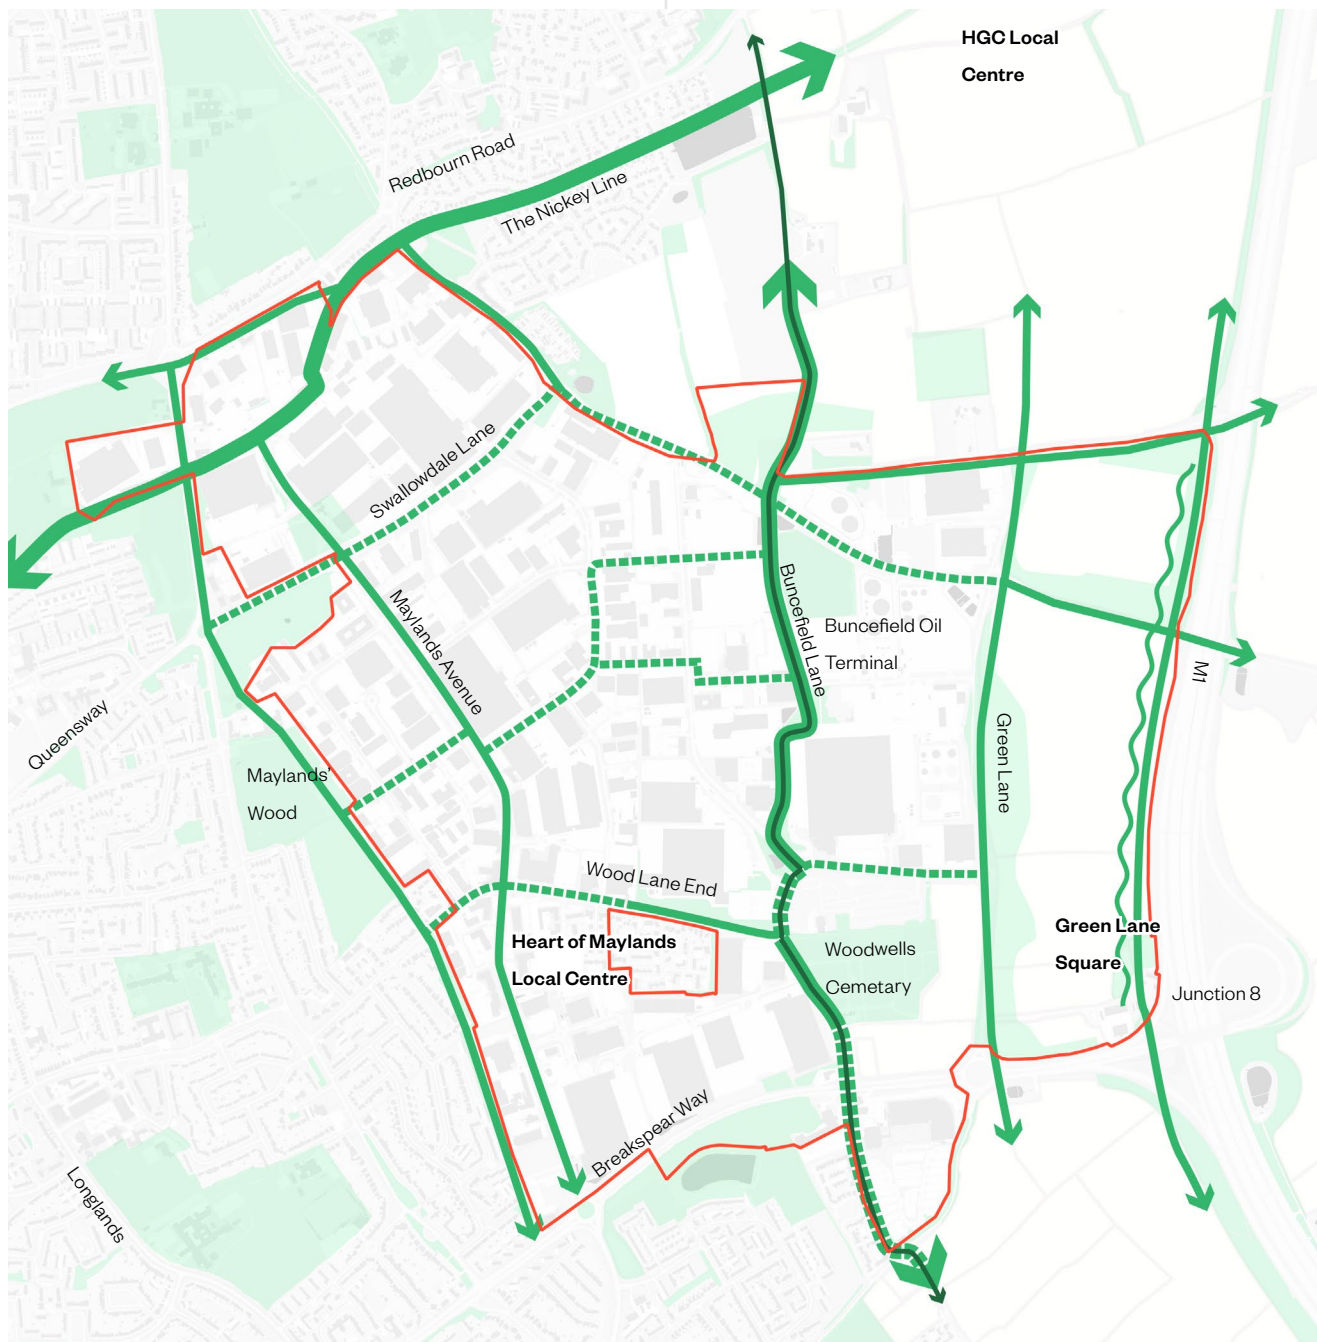 HGC Local
Centre
Redbourn Road
The Nickey Line
Swallowdale Lane
Maylands Avenue
Buncefield Lane
Buncefield Oil
Terminal
M1
Queensway
Green Lane
Maylands'
Wood
Wood Lane End
Green Lane
Square
Heart of Maylands
Local Centre
Woodwells
Cemetary
Junction 8
Breakspear Way
Longlands